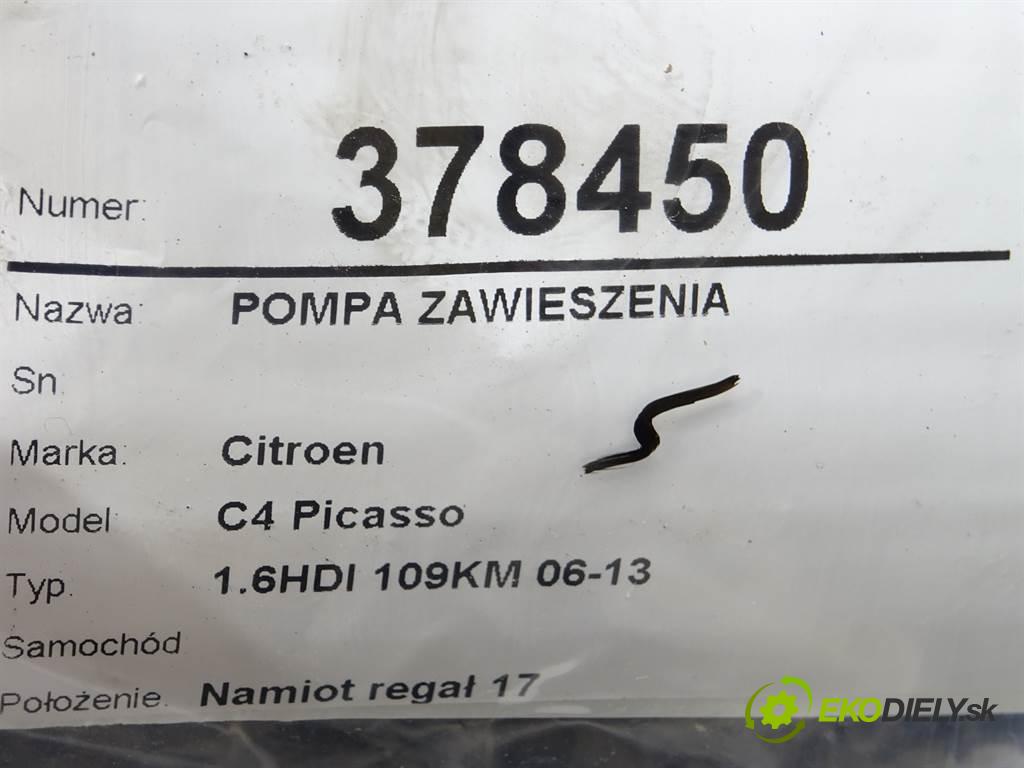 Numer: 378450
Nazwa: POMPA ZAWIESZENIA
Sn
Marka: Citroen
Model C4 Picasso
Typ. 1.6HDI 109KM 06-13
Samochód
Położenie. Namiot regał 17
EKODIELY.sk